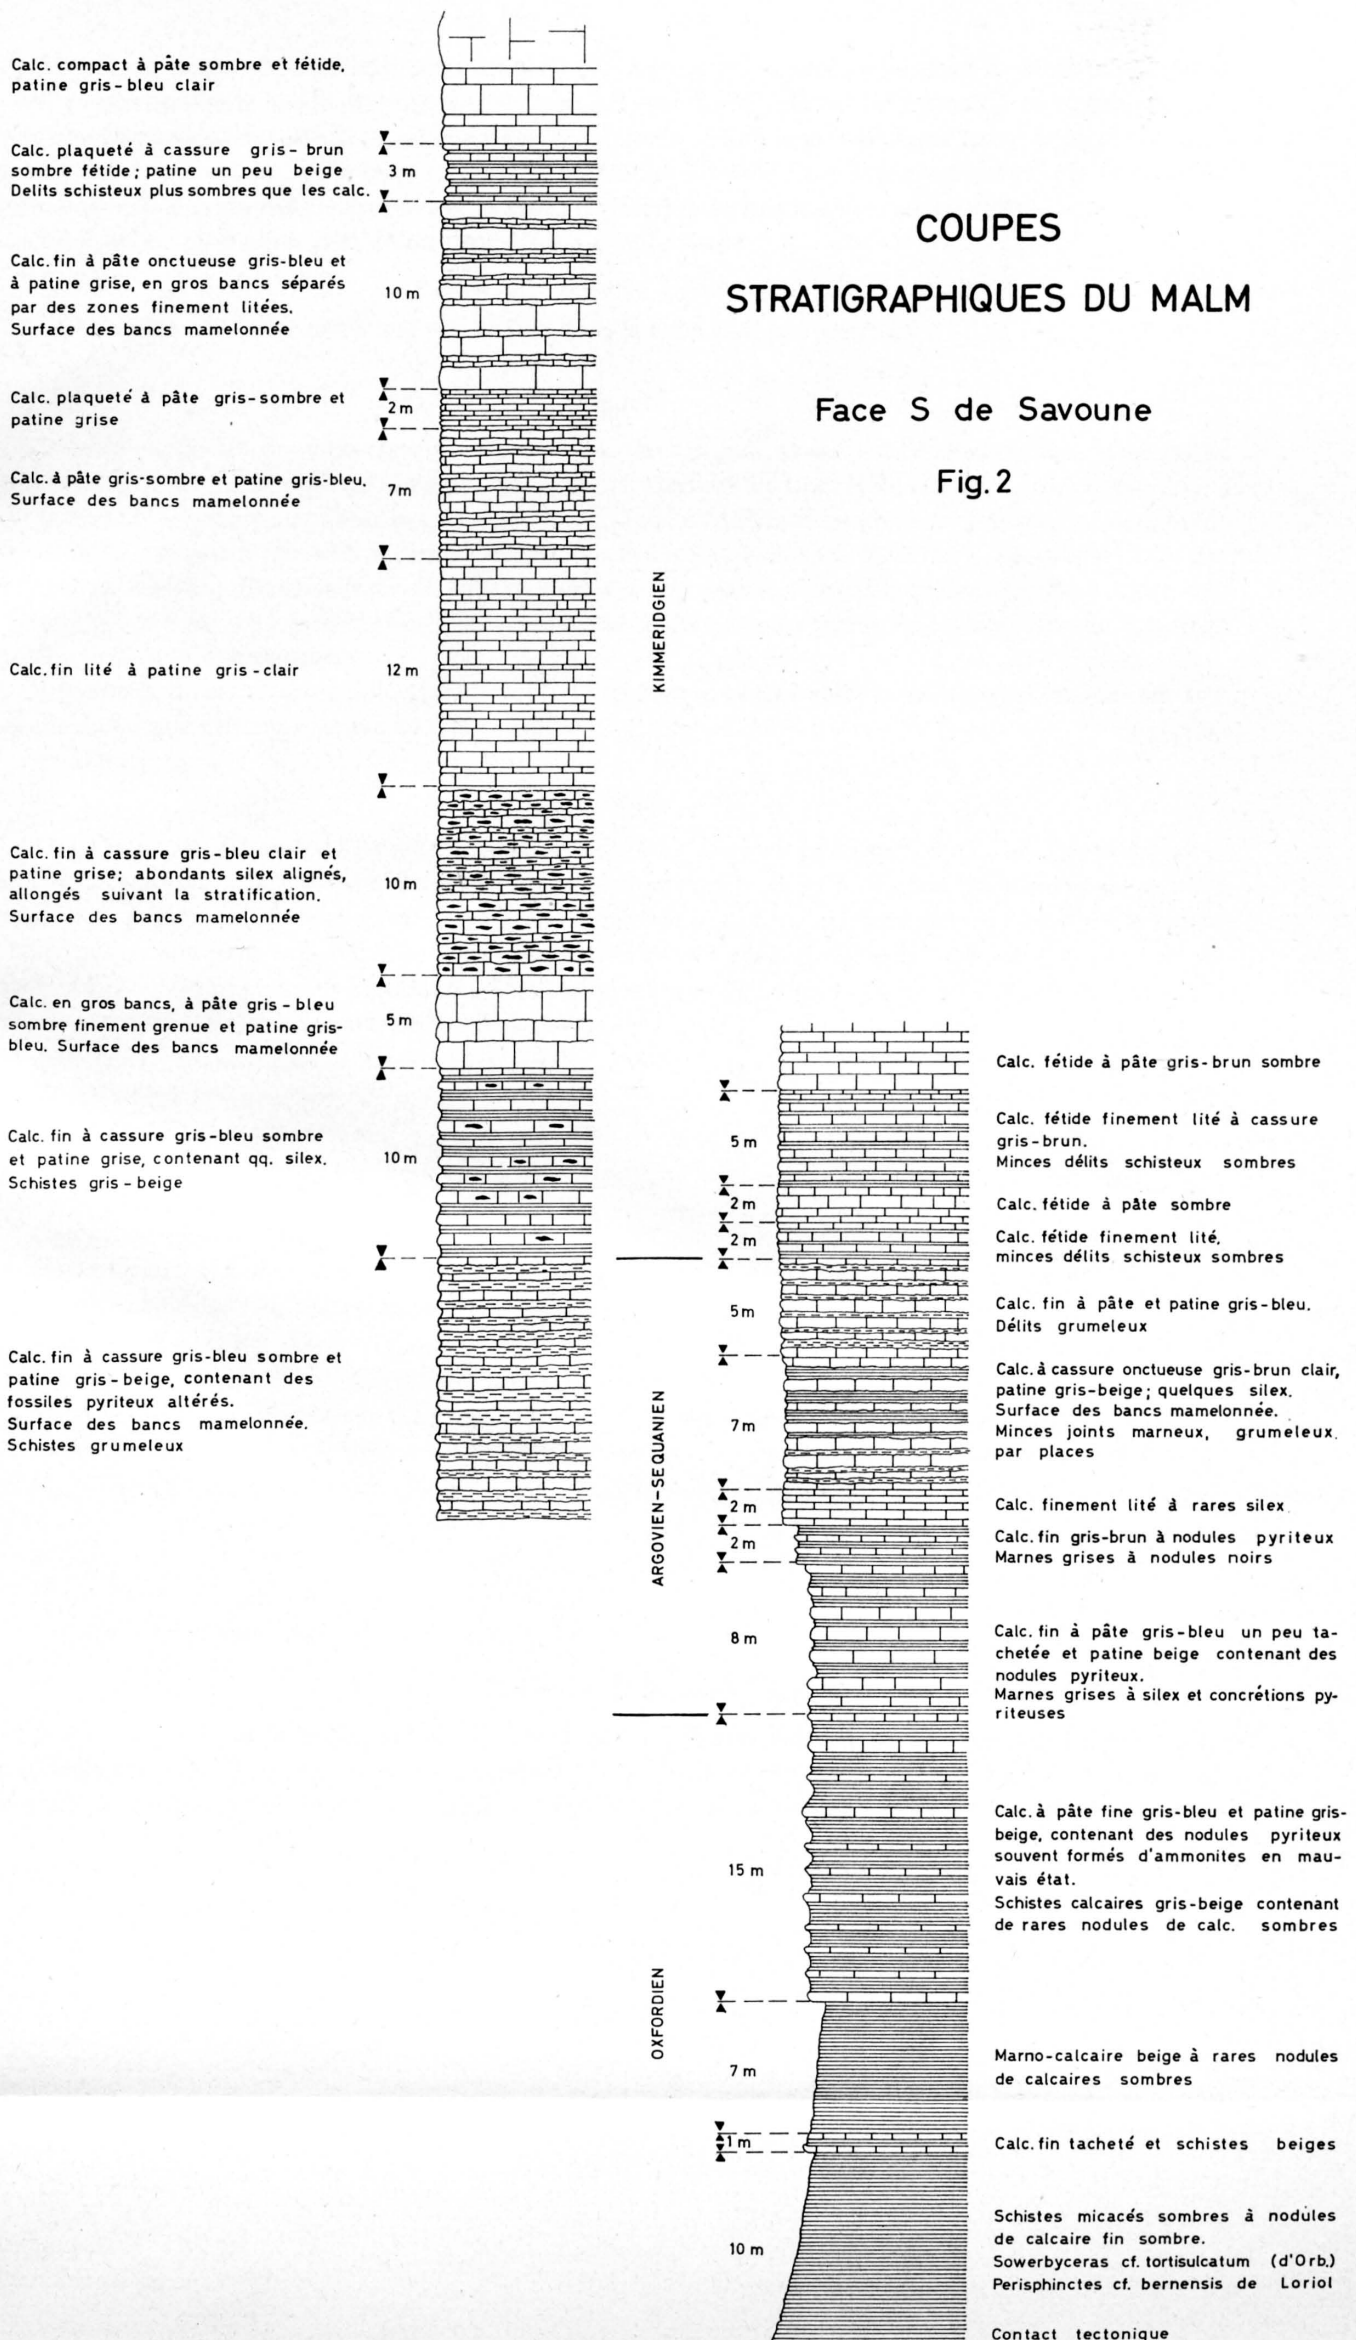 Calc. compact à pâte sombre et fétide,
patine gris-bleu clair
Calc. plaqueté à cassure gris-brun
sombre fétide; patine un peu beige
Delits schisteux plus sombres que les calc.
3 m
Calc. fin à pâte onctueuse gris-bleu et
à patine grise, en gros bancs séparés
par des zones finement litées.
Surface des bancs mamelonnée
10 m
Calc. plaqueté à pâte gris-sombre et
patine grise
2 m
Calc. à pâte gris-sombre et patine gris-bleu.
Surface des bancs mamelonnée
7 m
Calc. fin lité à patine gris-clair
12 m
Calc. fin à cassure gris-bleu clair et
patine grise; abondants silex alignés,
allongés suivant la stratification.
Surface des bancs mamelonnée
10 m
Calc. en gros bancs, à pâte gris-bleu
sombre finement grenue et patine gris-
bleu. Surface des bancs mamelonnée
5 m
Calc. fin à cassure gris-bleu sombre
et patine grise, contenant qq. silex.
Schistes gris-beige
10 m
Calc. fin à cassure gris-bleu sombre et
patine gris-beige, contenant des
fossiles pyriteux altérés.
Surface des bancs mamelonnée.
Schistes grumeleux
COUPES
STRATIGRAPHIQUES DU MALM
Face S de Savoune
Fig. 2
KIMMERIDGIEN
ARGOVIEN-SEQUANIEN
OXFORDIEN
Calc. fétide à pâte gris-brun sombre
5 m
Calc. fétide finement lité à cassure
gris-brun.
Minces délits schisteux sombres
2 m
Calc. fétide à pâte sombre
2 m
Calc. fétide finement lité,
minces délits schisteux sombres
5 m
Calc. fin à pâte et patine gris-bleu.
Délits grumeleux
7 m
Calc. à cassure onctueuse gris-brun clair,
patine gris-beige; quelques silex.
Surface des bancs mamelonnée.
Minces joints marneux, grumeleux
par places
2 m
Calc. finement lité à rares silex
2 m
Calc. fin gris-brun à nodules pyriteux
Marnes grises à nodules noirs
8 m
Calc. fin à pâte gris-bleu un peu ta-
chetée et patine beige contenant des
nodules pyriteux.
Marnes grises à silex et concrétions py-
riteuses
15 m
Calc. à pâte fine gris-bleu et patine gris-
beige, contenant des nodules pyriteux
souvent formés d'ammonites en mau-
vais état.
Schistes calcaires gris-beige contenant
de rares nodules de calc. sombres
7 m
Marno-calcaire beige à rares nodules
de calcaires sombres
1 m
Calc. fin tacheté et schistes beiges
10 m
Schistes micacés sombres à nodules
de calcaire fin sombre.
Sowerbyceras cf. tortisulcatum (d'Orb.)
Perisphinctes cf. bernensis de Loriol
Contact tectonique